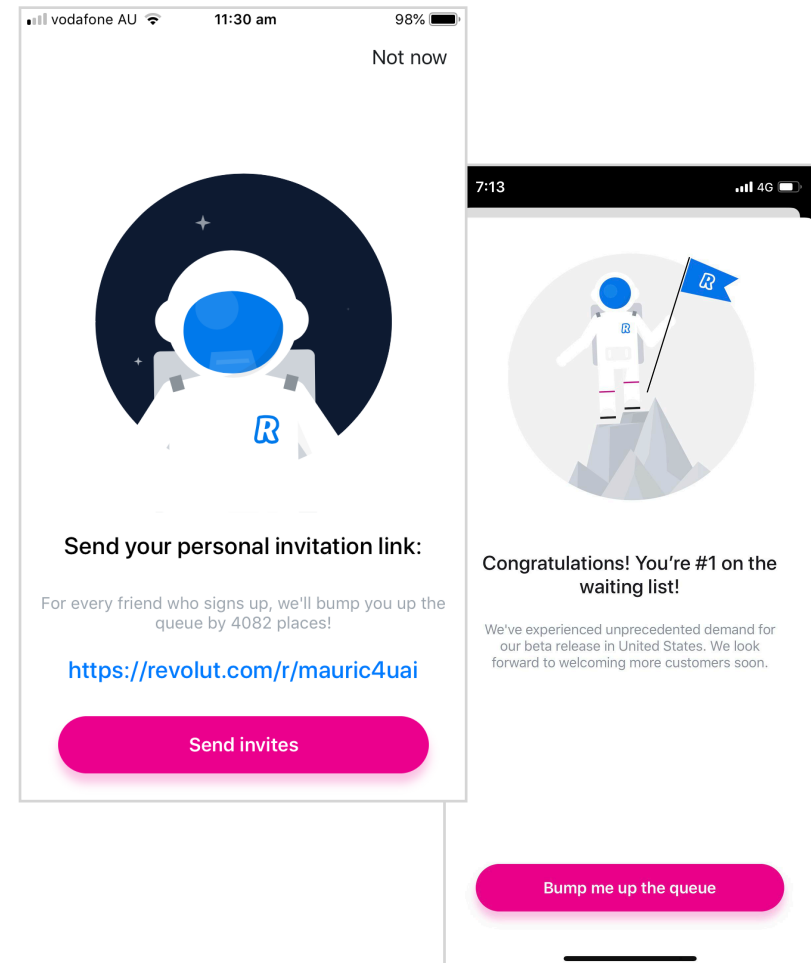 vodafone AU 11:30 am 98%
Not now
R
Send your personal invitation link:
For every friend who signs up, we'll bump you up the
queue by 4082 places!
https://revolut.com/r/mauric4uai
Send invites
7:13 4G
R
R
Congratulations! You're #1 on the
waiting list!
We've experienced unprecedented demand for
our beta release in United States. We look
forward to welcoming more customers soon.
Bump me up the queue